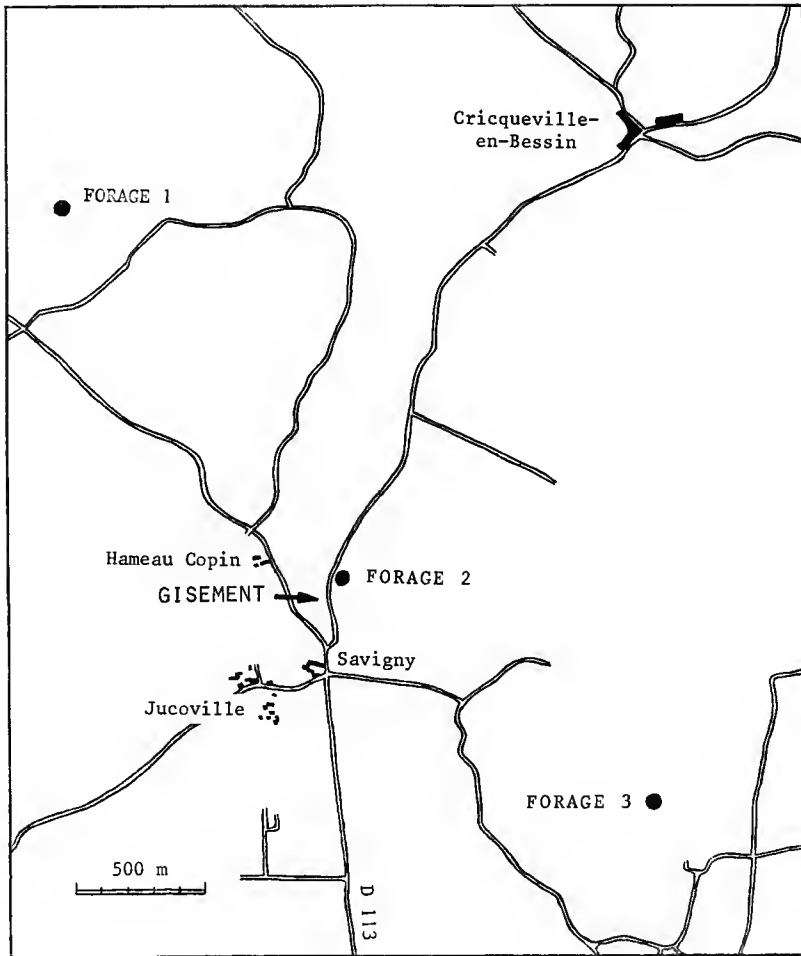 Cricqueville-
en-Bessin
FORAGE 1
Hameau Copin
GISEMENT
FORAGE 2
Savigny
Jucoville
FORAGE 3
500 m
D 113